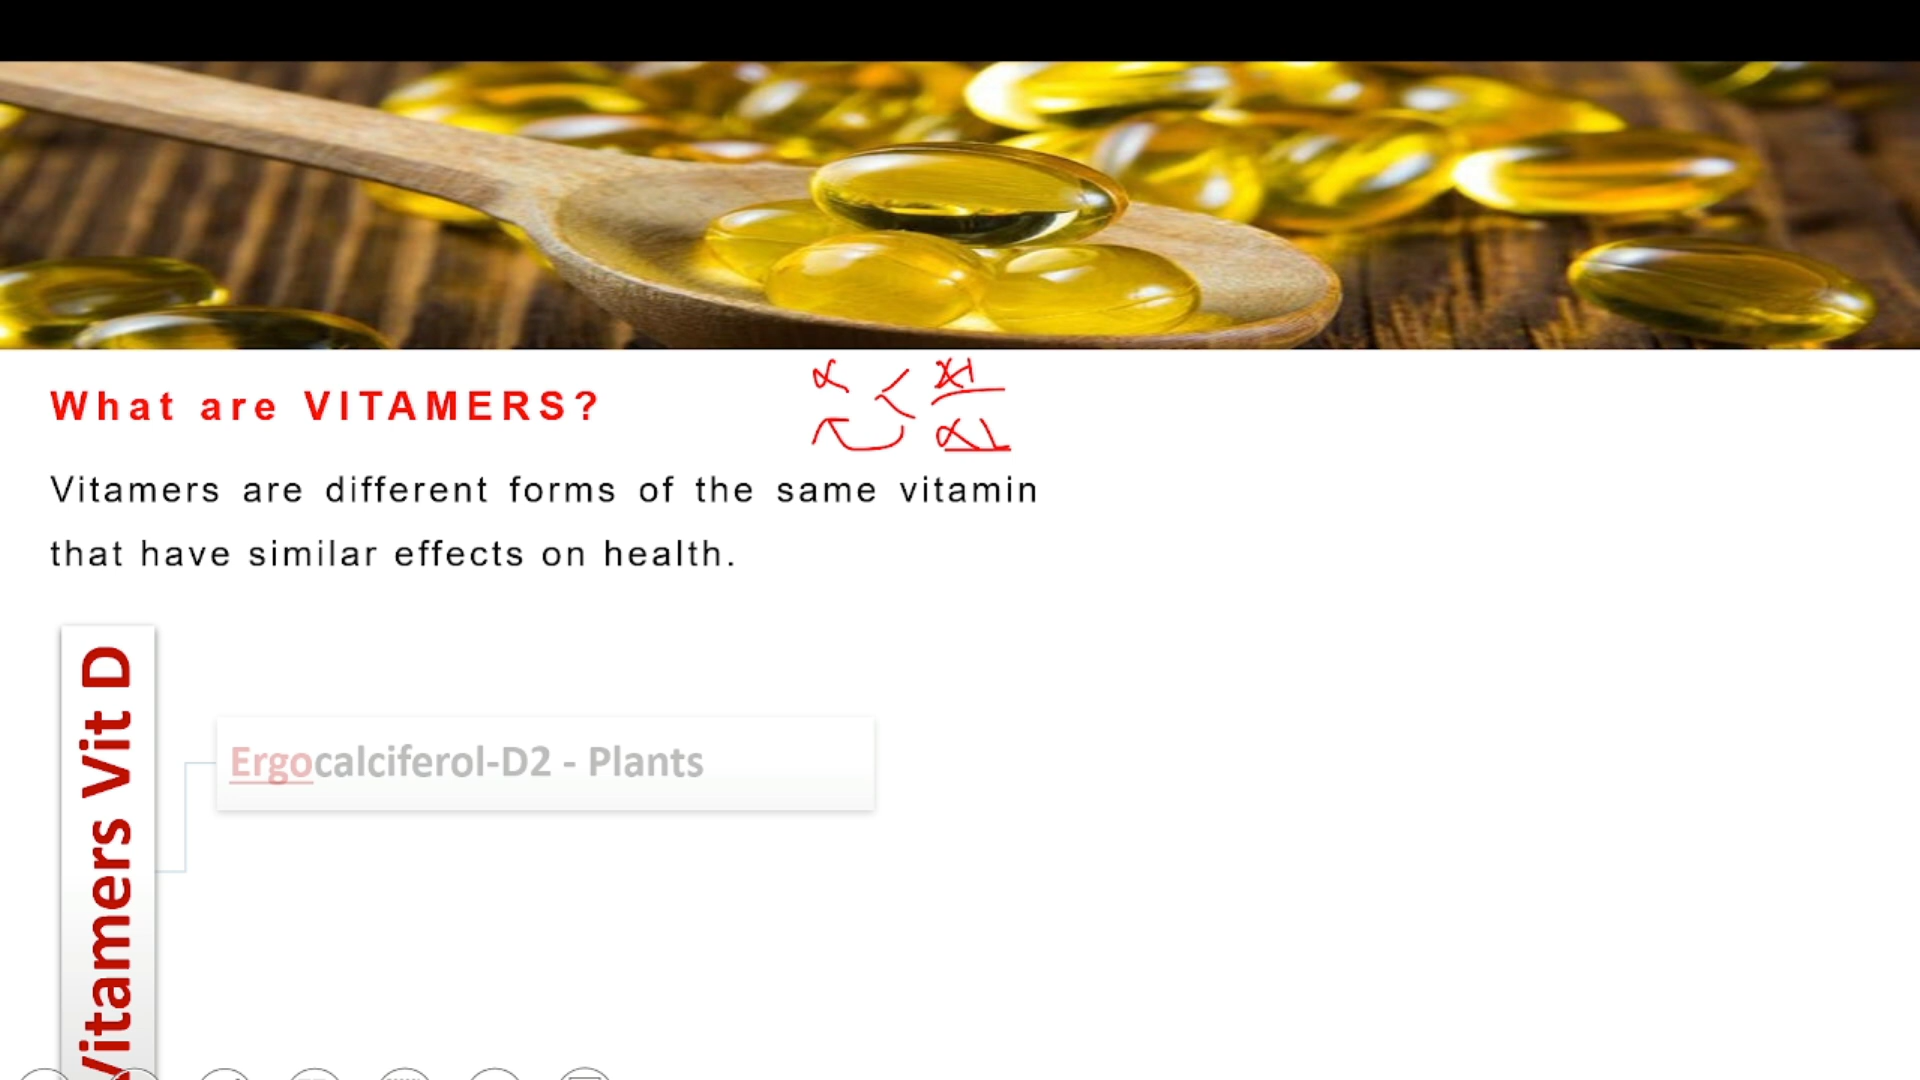 What are VITAMERS?
Vitamers are different forms of the same vitamin
that have similar effects on health.
Vitamers Vit D
Ergocalciferol-D2 - Plants